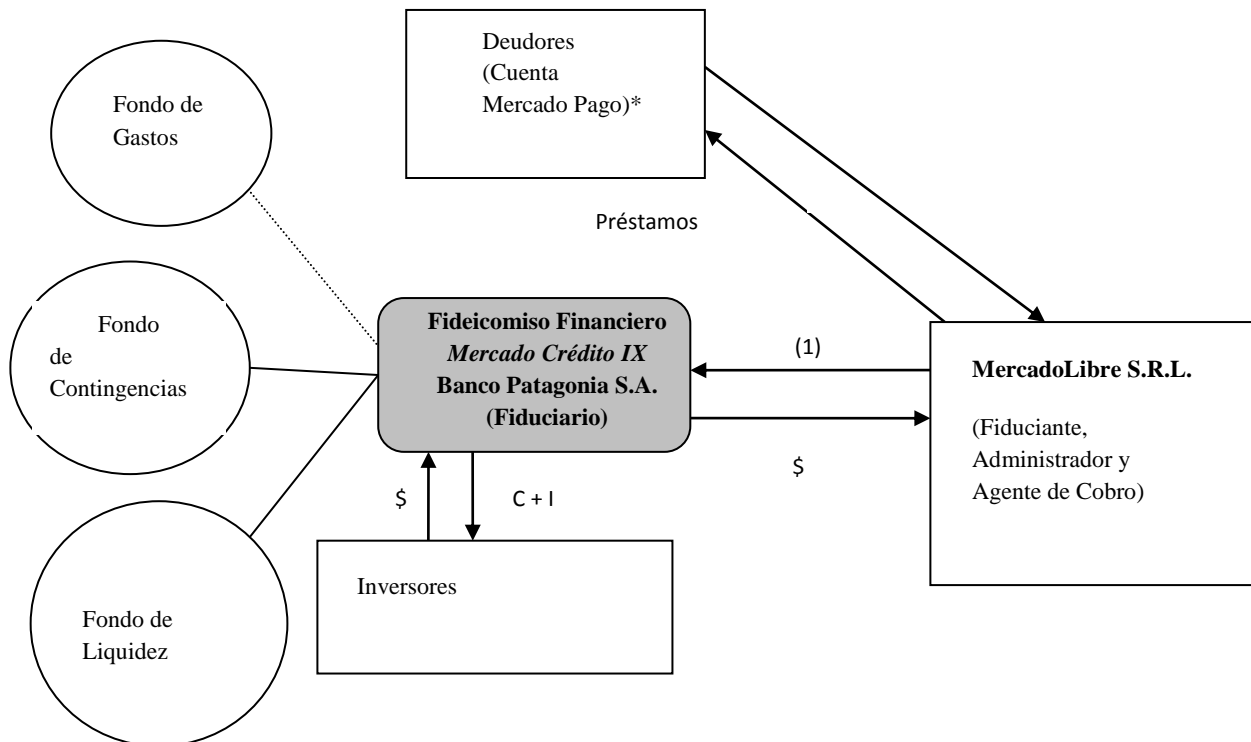 Deudores
(Cuenta
Mercado Pago)*
Fondo de
Gastos
Préstamos
Fondo
de
Contingencias
Fideicomiso Financiero
Mercado Crédito IX
Banco Patagonia S.A.
(Fiduciario)
(1)
$
MercadoLibre S.R.L.
(Fiduciante,
Administrador y
Agente de Cobro)
$
C + I
Inversores
Fondo de
Liquidez